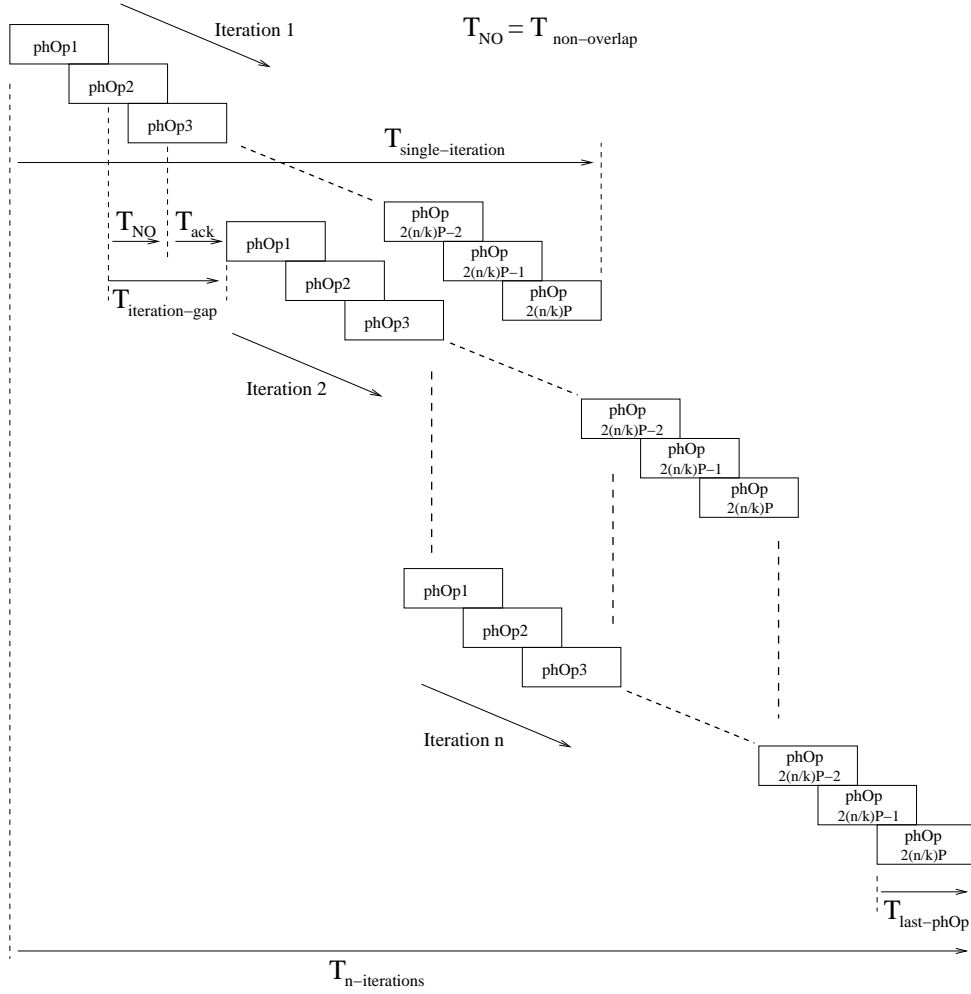 Iteration 1
T_NO = T_non−overlap
phOp1
phOp2
phOp3
T_single−iteration
T_NO
T_ack
phOp1
phOp
2(n/k)P−2
phOp2
phOp
2(n/k)P−1
T_iteration−gap
phOp3
phOp
2(n/k)P
Iteration 2
phOp
2(n/k)P−2
phOp
2(n/k)P−1
phOp
2(n/k)P
phOp1
phOp2
phOp3
Iteration n
phOp
2(n/k)P−2
phOp
2(n/k)P−1
phOp
2(n/k)P
T_last−phOp
T_n−iterations